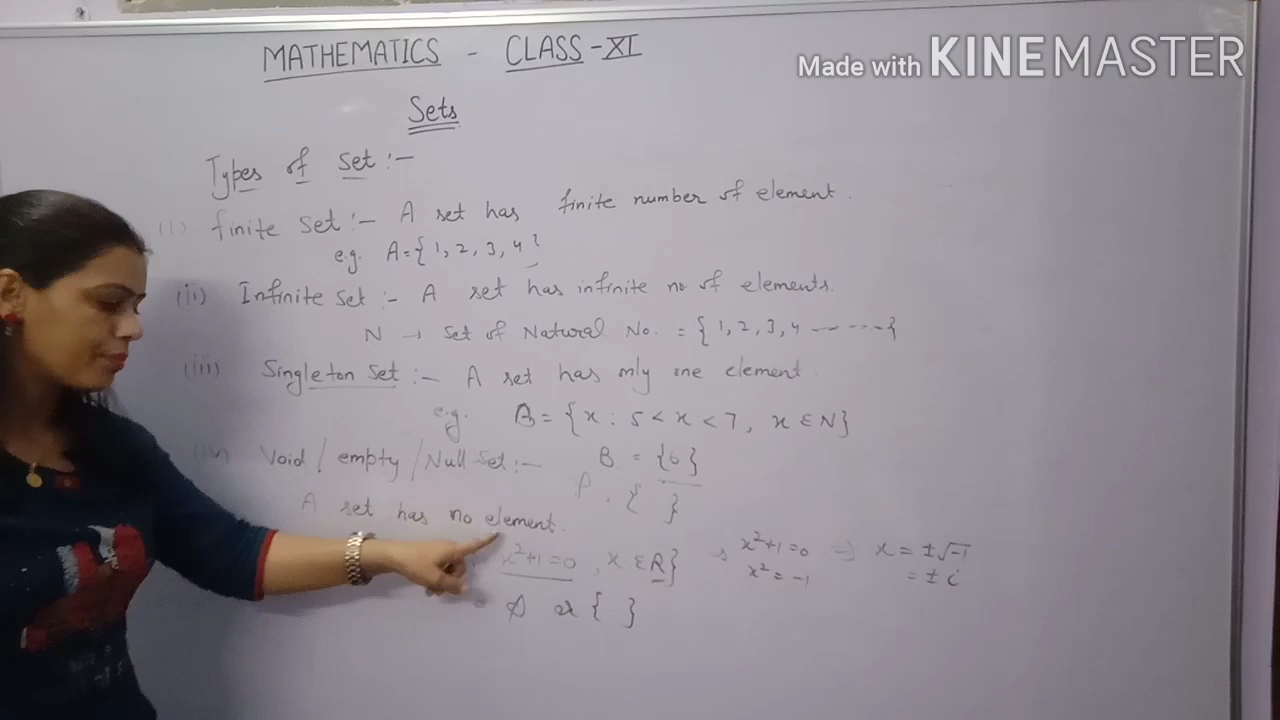 MATHEMATICS - CLASS-XI
Made with KINEMASTER
Sets
Types of Set :-
(i) finite Set :- A set has finite number of element.
e.g. A={1, 2, 3, 4}
(ii) Infinite Set :- A set has infinite no of elements.
N → Set of Natural No. = {1, 2, 3, 4 --- ---}
(iii) Singleton Set :- A set has only one element
e.g. B = {x : 5 < x < 7, x ∈ N}
(iv) Void / empty / Null Set :- B = {6}
φ, { }
A set has no element.
x²+1=0, x ∈ R} x²+1=0 ⇒ x = ±√-1
x² = -1 = ± i
= φ or { }